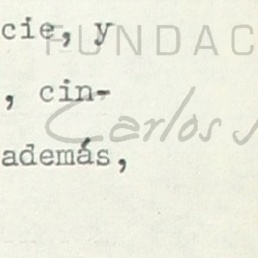 cie, y
FUNDAC
, cin-
Carlos
además,